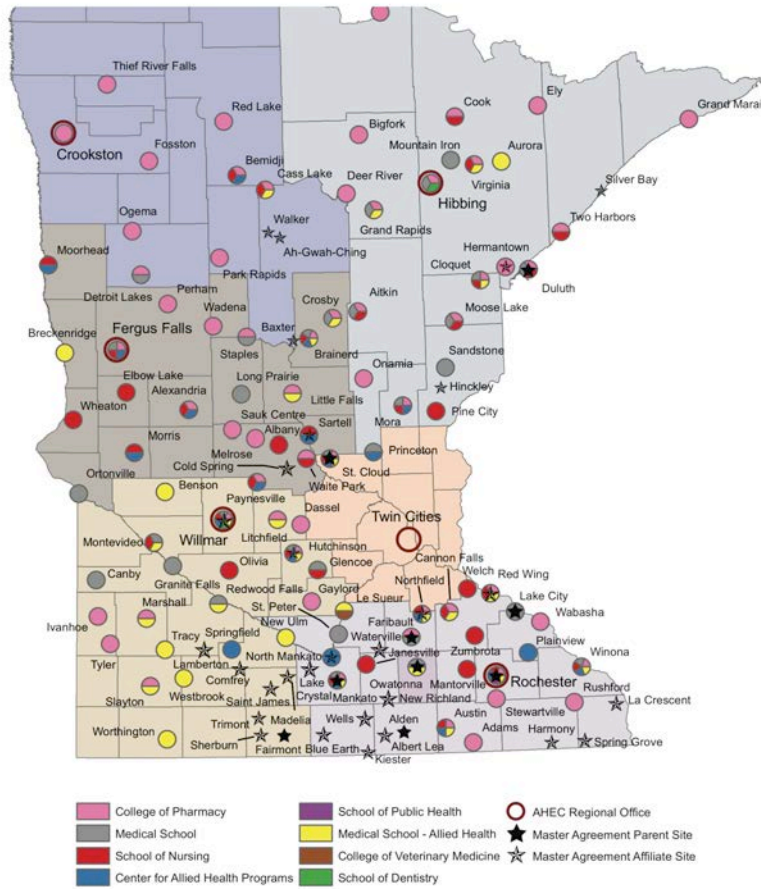 Thief River Falls
Ely
Red Lake
Cook
Grand Marai
Bigfork
Crookston
Fosston
Mountain Iron
Aurora
Bemidji
Cass Lake
Deer River
Virginia
Silver Bay
Hibbing
Ogema
Walker
Grand Rapids
Two Harbors
Moorhead
Ah-Gwah-Ching
Hermantown
Park Rapids
Cloquet
Detroit Lakes
Perham
Crosby
Aitkin
Duluth
Wadena
Moose Lake
Fergus Falls
Baxter
Breckenridge
Staples
Brainerd
Sandstone
Onamia
Elbow Lake
Long Prairie
Hinckley
Alexandria
Little Falls
Wheaton
Sauk Centre
Mora
Pine City
Albany
Sartell
Morris
Melrose
Princeton
Cold Spring
St. Cloud
Ortonville
Waite Park
Benson
Paynesville
Dassel
Twin Cities
Willmar
Litchfield
Cannon Falls
Montevideo
Hutchinson
Welch
Olivia
Glencoe
Northfield
Red Wing
Canby
Granite Falls
Lake City
Redwood Falls
Gaylord
Le Sueur
Marshall
St. Peter
Faribault
Wabasha
Ivanhoe
New Ulm
Waterville
Tracy
Springfield
Janesville
Zumbrota
Plainview
North Mankato
Winona
Tyler
Lamberton
Owatonna
Comfrey
Lake
Crystal
Mantorville
Rochester
Slayton
Westbrook
Mankato
New Richland
Rushford
Saint James
La Crescent
Stewartville
Trimont
Madelia
Wells
Alden
Austin
Worthington
Adams
Harmony
Sherburn
Fairmont
Blue Earth
Albert Lea
Spring Grove
Kiester
College of Pharmacy
Medical School
School of Nursing
Center for Allied Health Programs
School of Public Health
Medical School - Allied Health
College of Veterinary Medicine
School of Dentistry
AHEC Regional Office
Master Agreement Parent Site
Master Agreement Affiliate Site